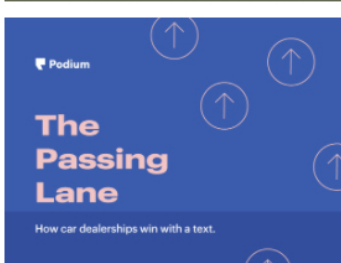 Podium
The
Passing
Lane
How car dealerships win with a text.